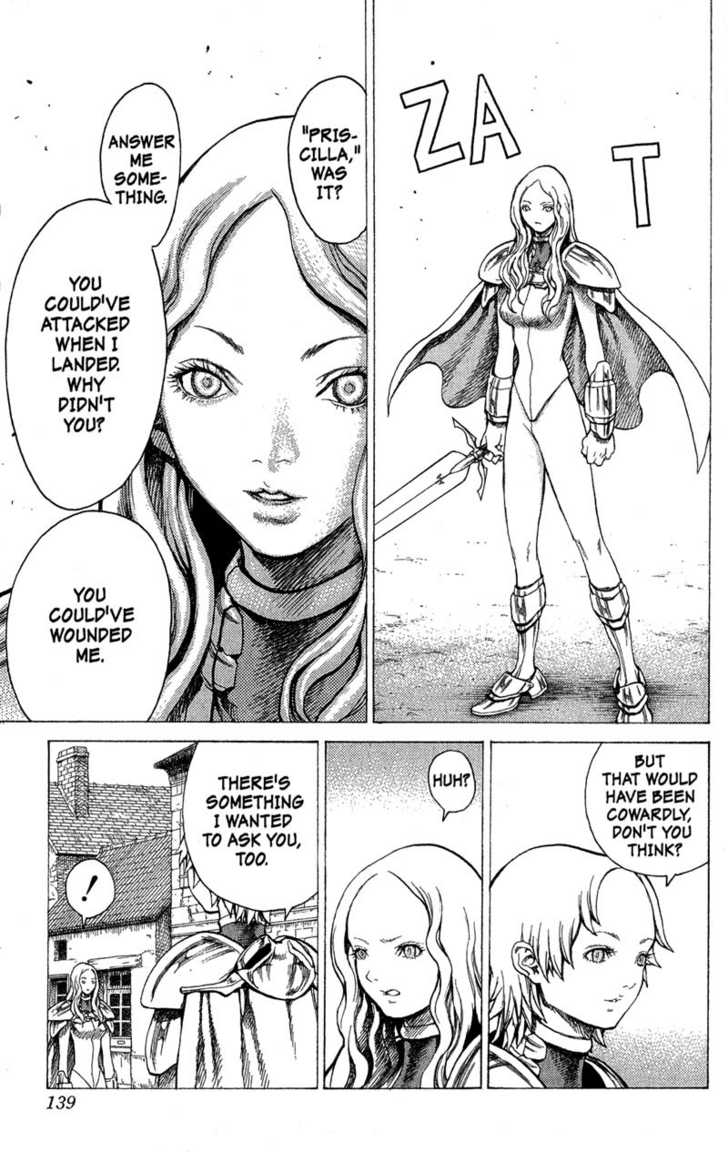 ZA
T
"PRIS-
CILLA,"
WAS
IT?
ANSWER
ME
SOME-
THING.
YOU
COULD'VE
ATTACKED
WHEN I
LANDED.
WHY
DIDN'T
YOU?
YOU
COULD'VE
WOUNDED
ME.
BUT
THAT WOULD
HAVE BEEN
COWARDLY,
DON'T YOU
THINK?
HUH?
THERE'S
SOMETHING
I WANTED
TO ASK YOU,
TOO.
!
139